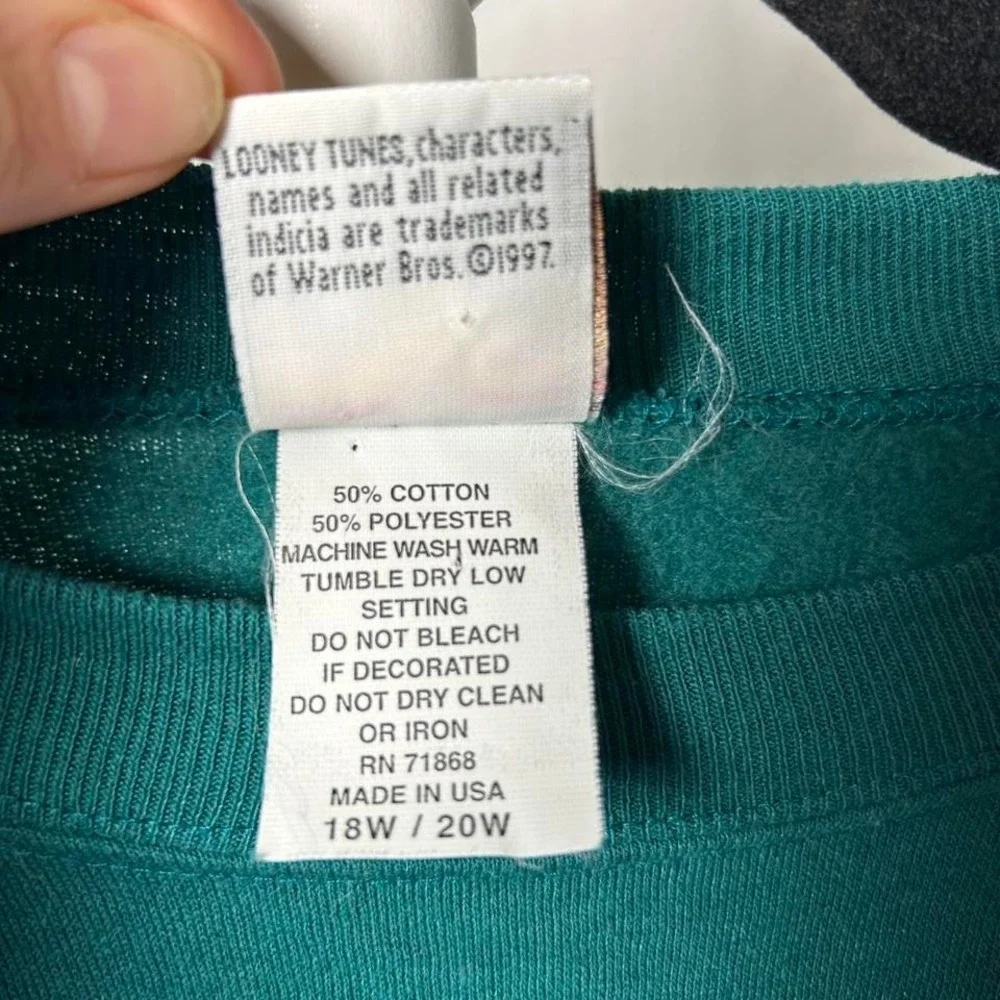 LOONEY TUNES, characters,
names and all related
indicia are trademarks
of Warner Bros. ©1997.
50% COTTON
50% POLYESTER
MACHINE WASH WARM
TUMBLE DRY LOW
SETTING
DO NOT BLEACH
IF DECORATED
DO NOT DRY CLEAN
OR IRON
RN 71868
MADE IN USA
18W / 20W